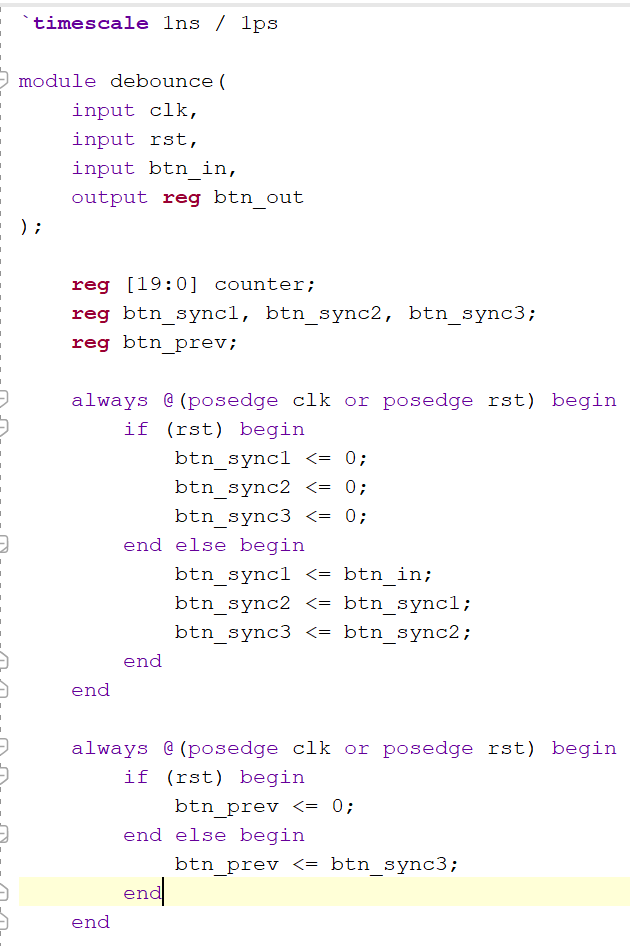 `timescale 1ns / 1ps
module debounce(
    input clk,
    input rst,
    input btn_in,
    output reg btn_out
);
    reg [19:0] counter;
    reg btn_sync1, btn_sync2, btn_sync3;
    reg btn_prev;
    always @(posedge clk or posedge rst) begin
        if (rst) begin
            btn_sync1 <= 0;
            btn_sync2 <= 0;
            btn_sync3 <= 0;
        end else begin
            btn_sync1 <= btn_in;
            btn_sync2 <= btn_sync1;
            btn_sync3 <= btn_sync2;
        end
    end
    always @(posedge clk or posedge rst) begin
        if (rst) begin
            btn_prev <= 0;
        end else begin
            btn_prev <= btn_sync3;
        end
    end